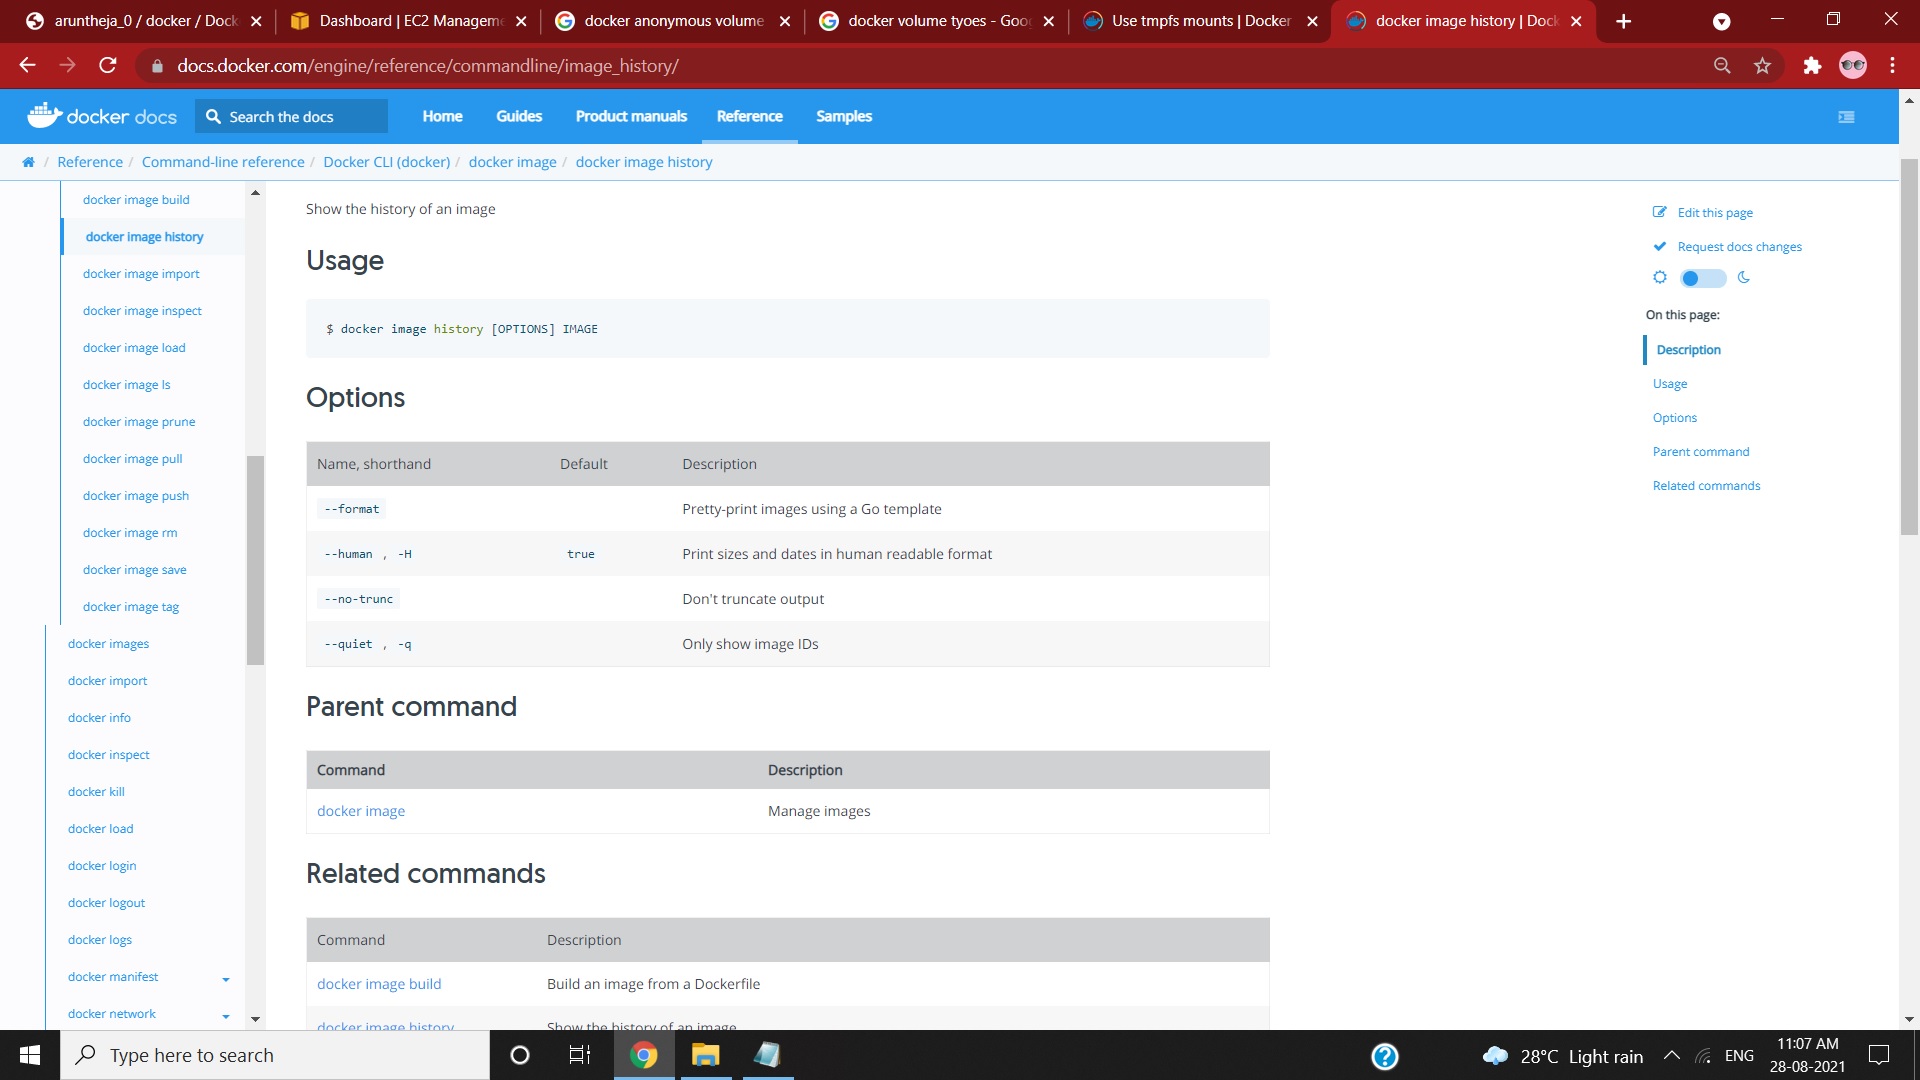 aruntheja_0 / docker / Dock
Dashboard | EC2 Manageme
docker anonymous volume
docker volume tyoes - Goo
Use tmpfs mounts | Docker
docker image history | Dock
docs.docker.com/engine/reference/commandline/image_history/
docker docs
Search the docs
Home
Guides
Product manuals
Reference
Samples
/ Reference / Command-line reference / Docker CLI (docker) / docker image / docker image history
docker image build
docker image history
docker image import
docker image inspect
docker image load
docker image ls
docker image prune
docker image pull
docker image push
docker image rm
docker image save
docker image tag
docker images
docker import
docker info
docker inspect
docker kill
docker load
docker login
docker logout
docker logs
docker manifest
docker network
Show the history of an image
Usage
$ docker image history [OPTIONS] IMAGE
Options
Name, shorthand Default Description
--format Pretty-print images using a Go template
--human , -H true Print sizes and dates in human readable format
--no-trunc Don't truncate output
--quiet , -q Only show image IDs
Parent command
Command Description
docker image Manage images
Related commands
Command Description
docker image build Build an image from a Dockerfile
docker image history Show the history of an image
Edit this page
Request docs changes
On this page:
Description
Usage
Options
Parent command
Related commands
Type here to search
28°C Light rain
ENG
11:07 AM
28-08-2021